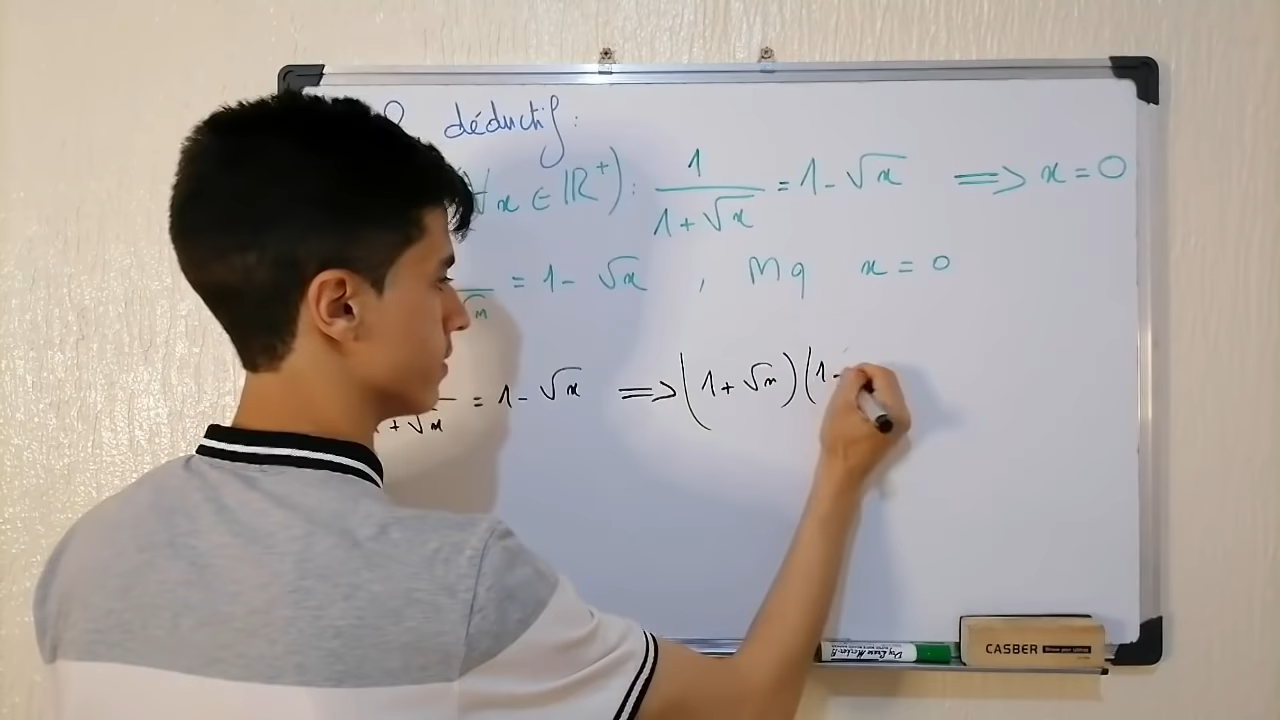 déductif:
∀x ∈ ℝ⁺): 1/(1+√x) = 1-√x ⟹ x = 0
√x = 1-√x , Mq x = 0
+√x = 1-√x ⟹ (1+√x)(1-
CASBER